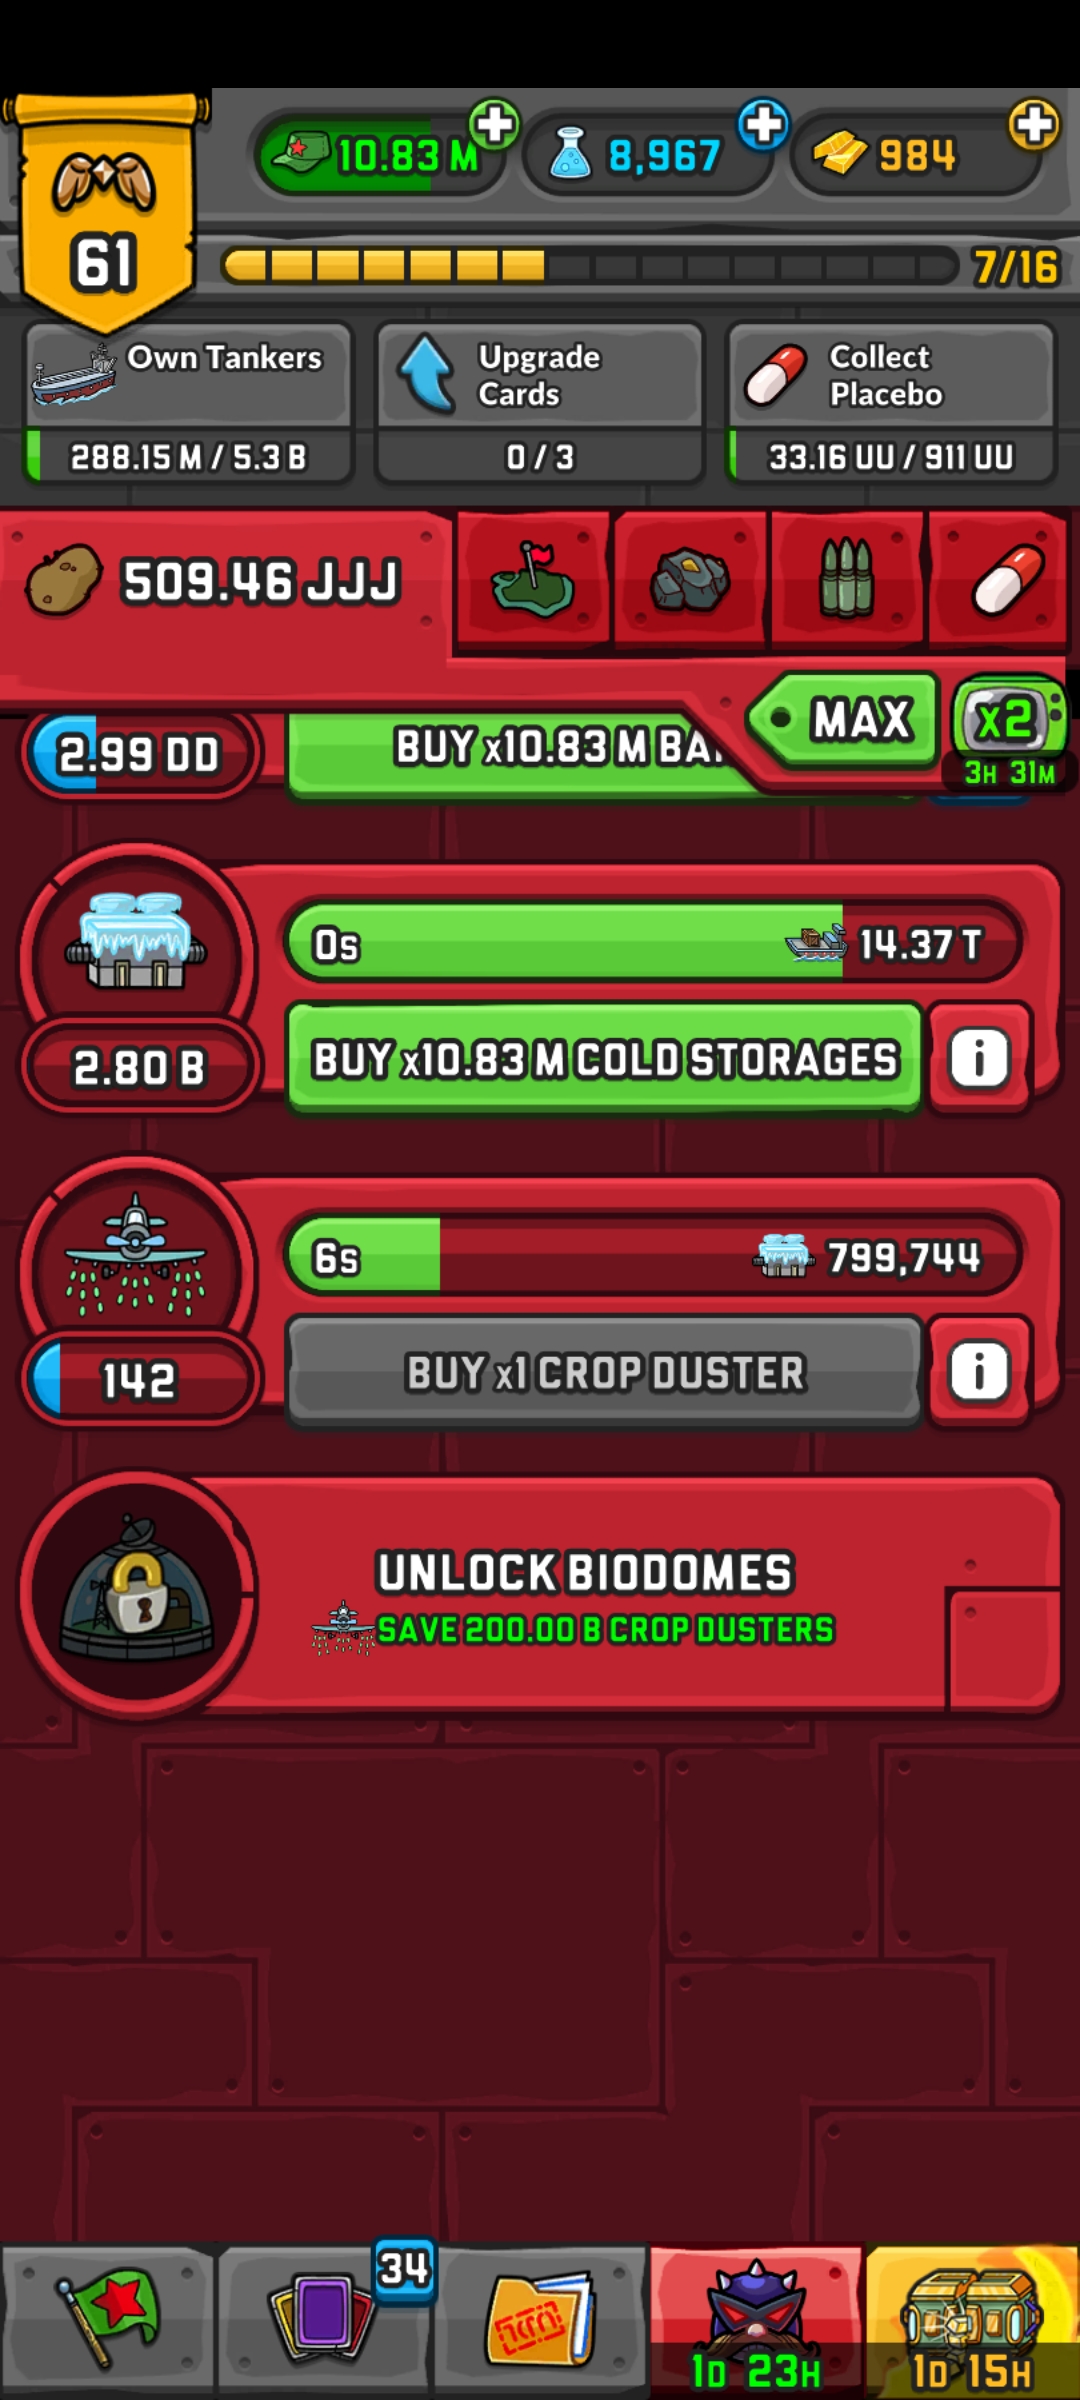 10.83 M
8,967
984
61
7/16
Own Tankers
288.15 M / 5.3 B
Upgrade
Cards
0 / 3
Collect
Placebo
33.16 UU / 911 UU
509.46 JJJ
MAX
x2
3H 31M
2.99 DD
BUY x10.83 M
0s
14.37 T
2.80 B
BUY x10.83 M COLD STORAGES
i
6s
799,744
142
BUY x1 CROP DUSTER
i
UNLOCK BIODOMES
SAVE 200.00 B CROP DUSTERS
34
1D 23H
1D 15H